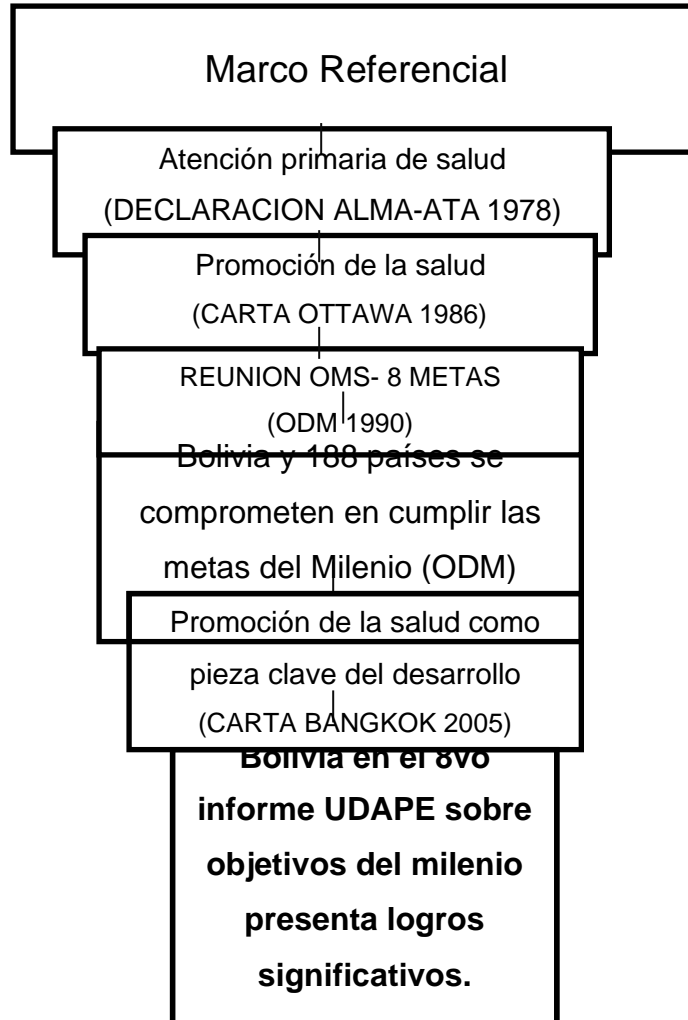 Marco Referencial
Atención primaria de salud
(DECLARACION ALMA-ATA 1978)
Promoción de la salud
(CARTA OTTAWA 1986)
REUNION OMS- 8 METAS
(ODM 1990)
Bolivia y 188 países se
comprometen en cumplir las
metas del Milenio (ODM)
Promoción de la salud como
pieza clave del desarrollo
(CARTA BANGKOK 2005)
Bolivia en el 8vo
informe UDAPE sobre
objetivos del milenio
presenta logros
significativos.